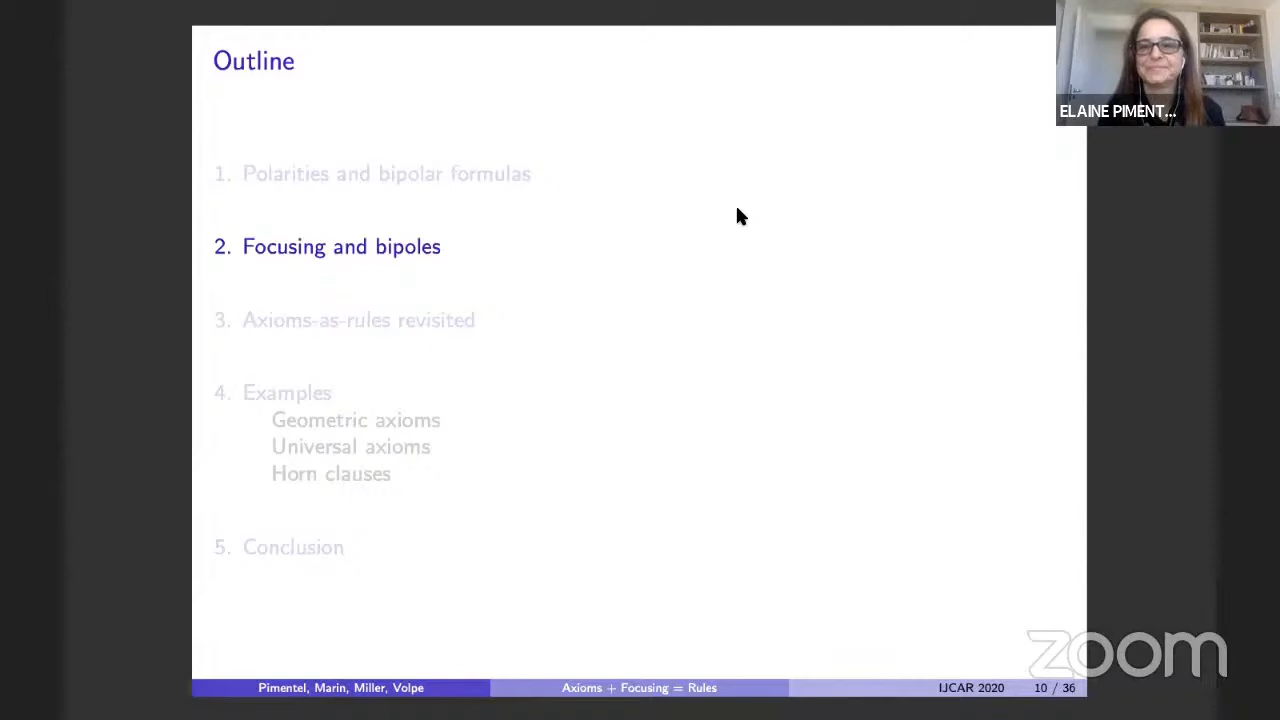 Outline
ELAINE PIMENT...
1. Polarities and bipolar formulas
2. Focusing and bipoles
3. Axioms-as-rules revisited
4. Examples
Geometric axioms
Universal axioms
Horn clauses
5. Conclusion
zoom
Pimentel, Marin, Miller, Volpe
Axioms + Focusing = Rules
IJCAR 2020
10 / 36